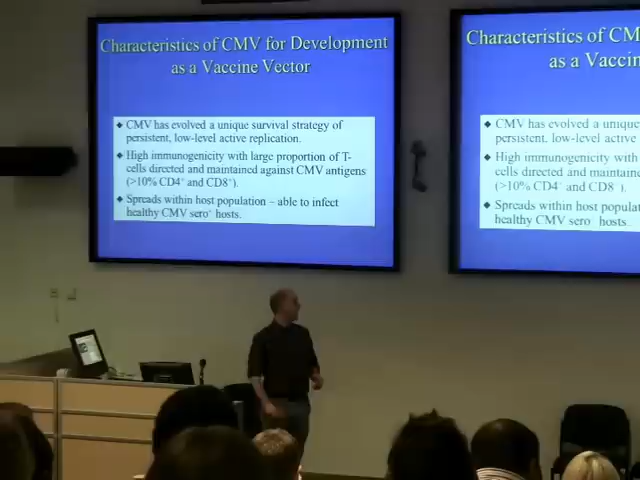 Characteristics of CMV for Development
as a Vaccine Vector
◆ CMV has evolved a unique survival strategy of
persistent, low-level active replication.
◆ High immunogenicity with large proportion of T-
cells directed and maintained against CMV antigens
(>10% CD4⁺ and CD8⁺).
◆ Spreads within host population – able to infect
healthy CMV sero⁺ hosts.
Characteristics of CM
as a Vaccin
◆ CMV has evolved a unique
persistent, low-level active
◆ High immunogenicity with
cells directed and maintaine
(>10% CD4⁺ and CD8⁺).
◆ Spreads within host populat
healthy CMV sero⁺ hosts.